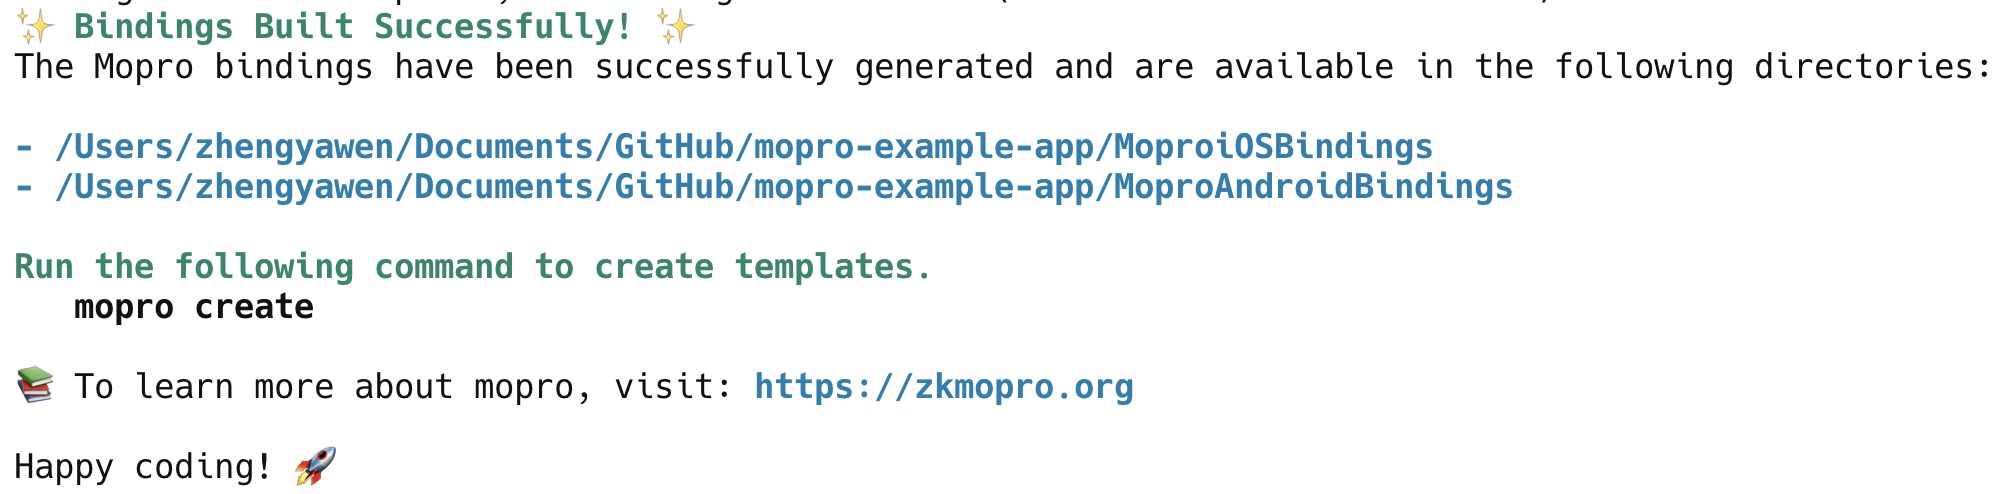 ✨ Bindings Built Successfully! ✨
The Mopro bindings have been successfully generated and are available in the following directories:
- /Users/zhengyawen/Documents/GitHub/mopro-example-app/MoproiOSBindings
- /Users/zhengyawen/Documents/GitHub/mopro-example-app/MoproAndroidBindings
Run the following command to create templates.
mopro create
📚 To learn more about mopro, visit: https://zkmopro.org
Happy coding! 🚀